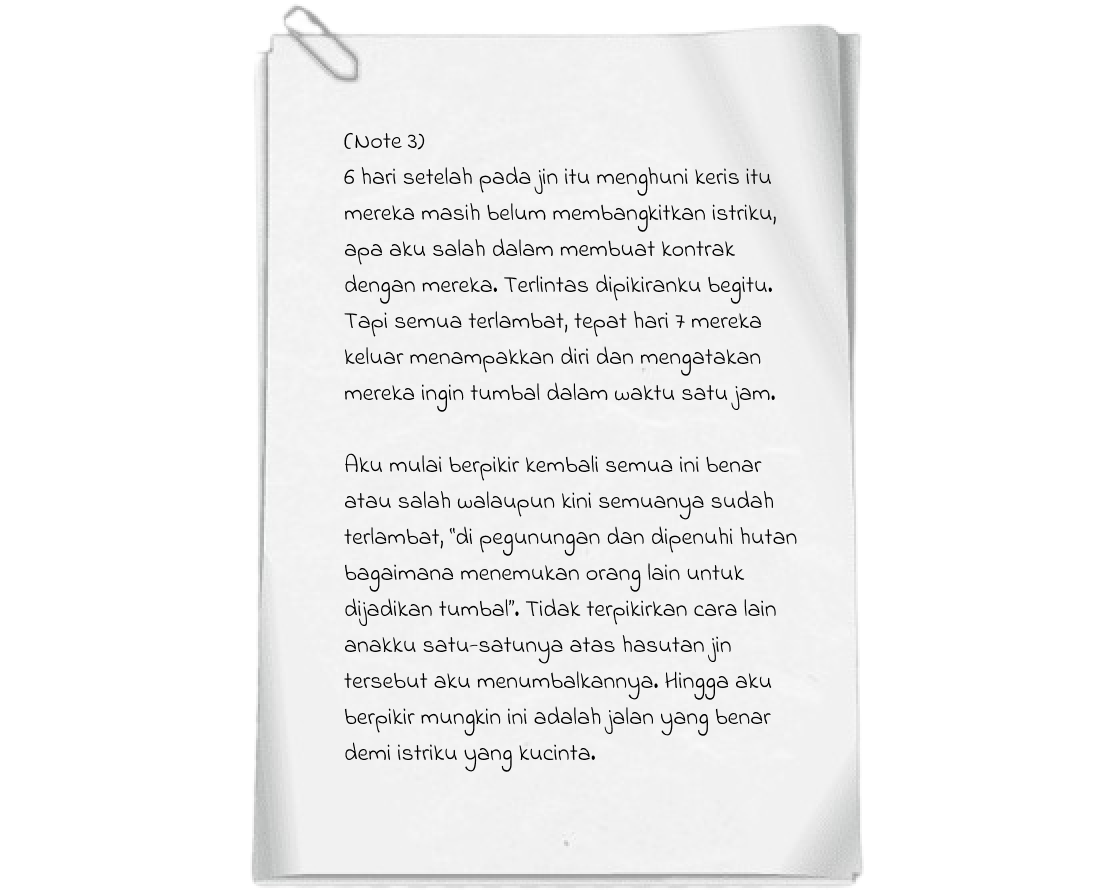 (Note 3)
6 hari setelah pada jin itu menghuni keris itu
mereka masih belum membangkitkan istriku,
apa aku salah dalam membuat kontrak
dengan mereka. Terlintas dipikiranku begitu.
Tapi semua terlambat, tepat hari 7 mereka
keluar menampakkan diri dan mengatakan
mereka ingin tumbal dalam waktu satu jam.
Aku mulai berpikir kembali semua ini benar
atau salah walaupun kini semuanya sudah
terlambat, "di pegunungan dan dipenuhi hutan
bagaimana menemukan orang lain untuk
dijadikan tumbal". Tidak terpikirkan cara lain
anakku satu-satunya atas hasutan jin
tersebut aku menumbalkannya. Hingga aku
berpikir mungkin ini adalah jalan yang benar
demi istriku yang kucinta.